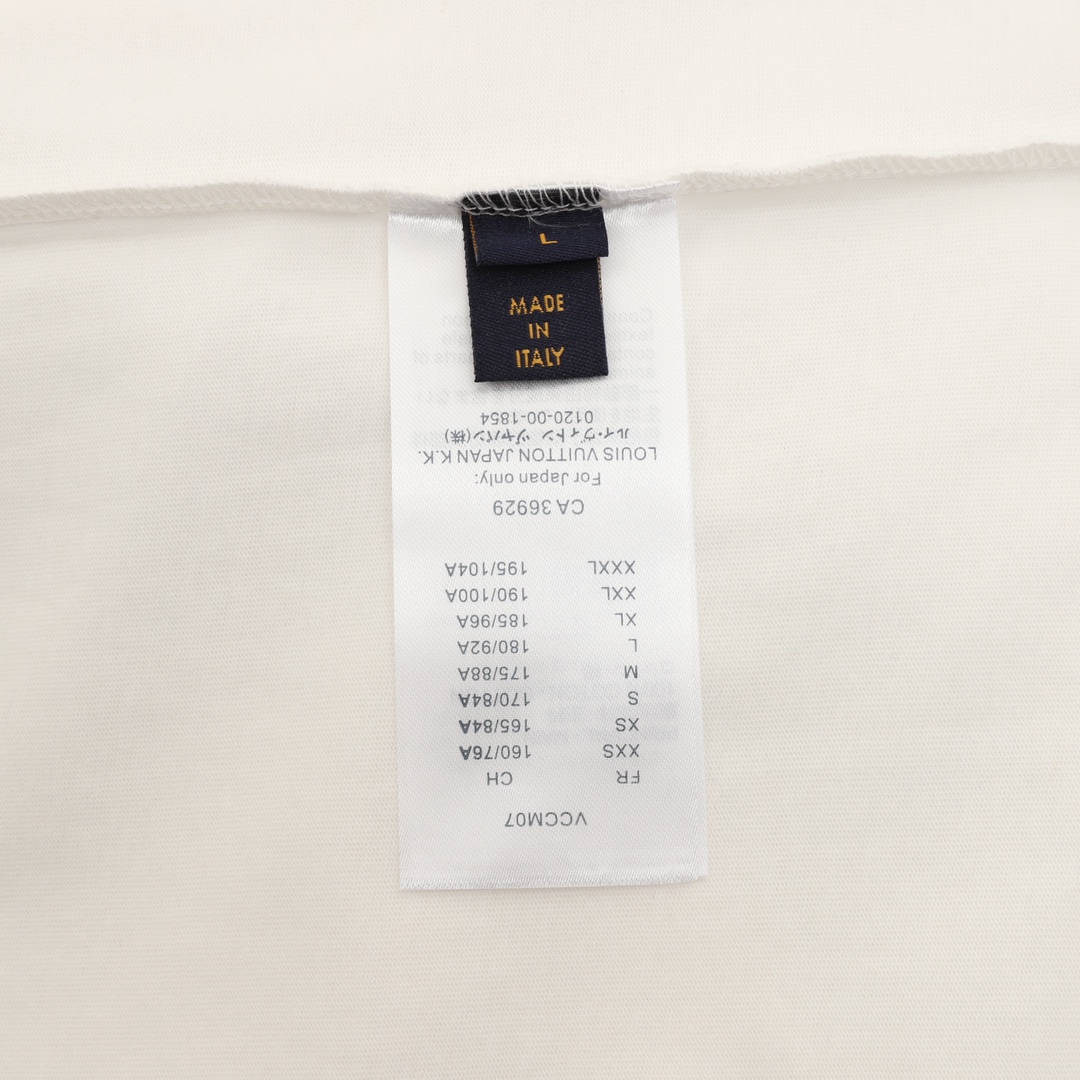 L
MADE
IN
ITALY
VCCM07
FR CH
XXS 160/76A
XS 165/84A
S 170/84A
M 175/88A
L 180/92A
XL 185/96A
XXL 190/100A
XXXL 195/104A
CA 36929
For Japan only:
LOUIS VUITTON JAPAN K.K.
ルイ・ヴィトン ジャパン(株)
0120-00-1854